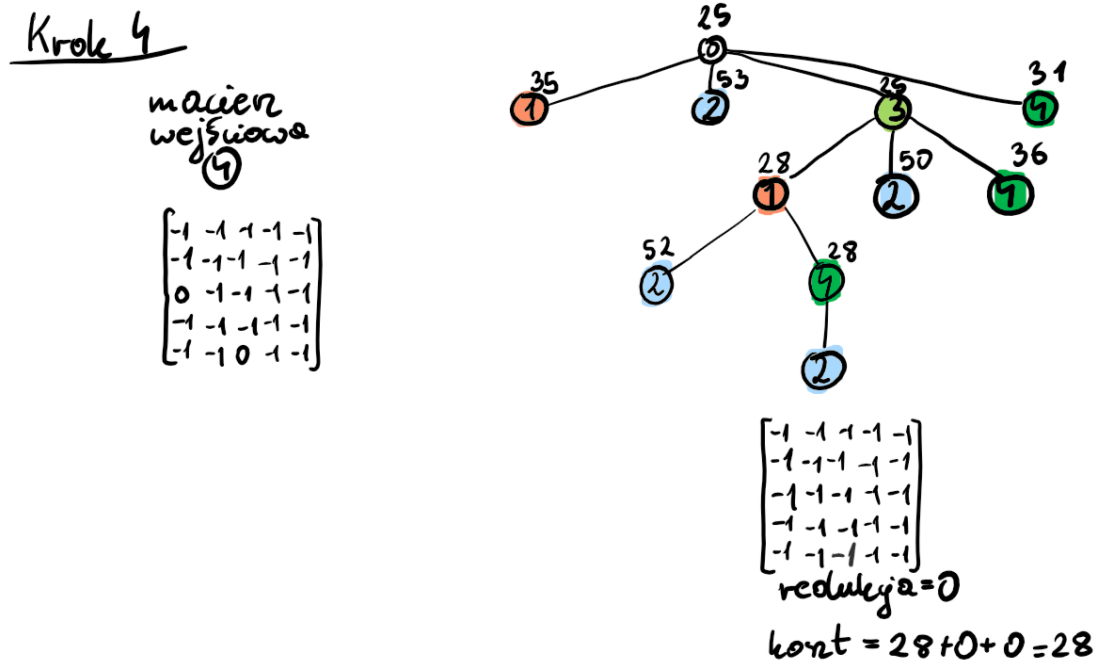 Krok 4
macierz
wejściowa
4
-1 -1 -1 -1 -1
-1 -1 -1 -1 -1
0 -1 -1 -1 -1
-1 -1 -1 -1 -1
-1 -1 0 -1 -1
25
0
35 53 25 31
1 2 3 4
28 50 36
1 2 4
52 28
2 4
2
-1 -1 -1 -1 -1
-1 -1 -1 -1 -1
-1 -1 -1 -1 -1
-1 -1 -1 -1 -1
-1 -1 -1 -1 -1
redukcja = 0
koszt = 28 + 0 + 0 = 28